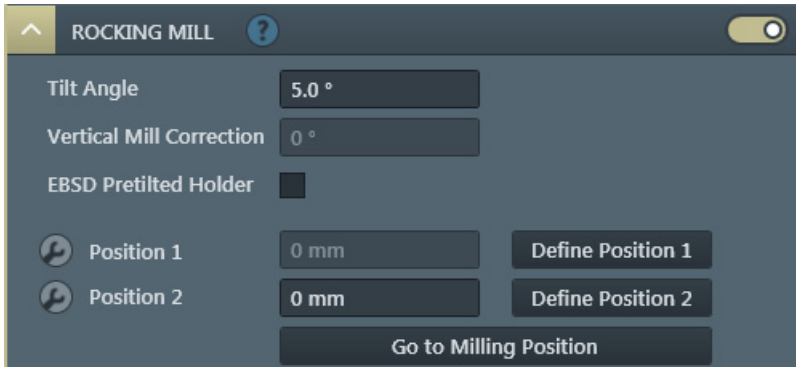 ROCKING MILL ?
Tilt Angle 5.0 °
Vertical Mill Correction 0 °
EBSD Pretilted Holder
Position 1 0 mm Define Position 1
Position 2 0 mm Define Position 2
Go to Milling Position